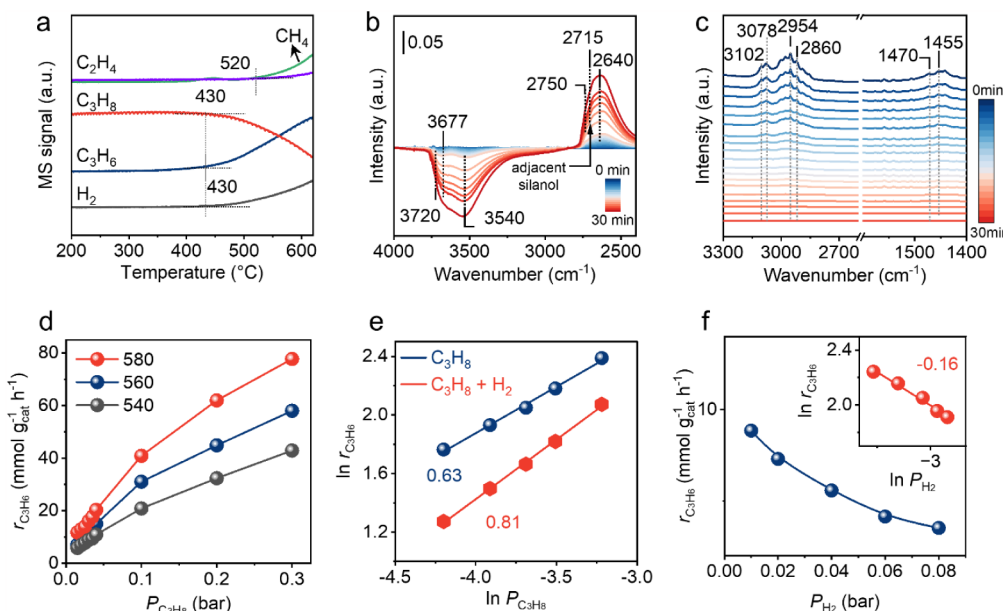 a
MS signal (a.u.)
CH4
C2H4
520
430
C3H8
C3H6
430
H2
200 300 400 500 600
Temperature (°C)
b
0.05
Intensity (a.u.)
2715
2640
2750
3677
adjacent
silanol
0 min
30 min
3720
3540
4000 3500 3000 2500
Wavenumber (cm-1)
c
Intensity (a.u.)
3078
2954
3102
2860
1470
1455
0min
30min
3300 3000 2700 1500 1400
Wavenumber (cm-1)
d
rC3H6 (mmol g-1cat h-1)
80
60
40
20
0
580
560
540
0.0 0.1 0.2 0.3
PC3H8 (bar)
e
ln rC3H6
2.4
2.0
1.6
1.2
C3H8
C3H8 + H2
0.63
0.81
-4.5 -4.0 -3.5 -3.0
ln PC3H8
f
rC3H6 (mmol g-1cat h-1)
10
ln rC3H6
2.4
2.0
-0.16
-3
ln PH2
0.00 0.02 0.04 0.06 0.08
PH2 (bar)